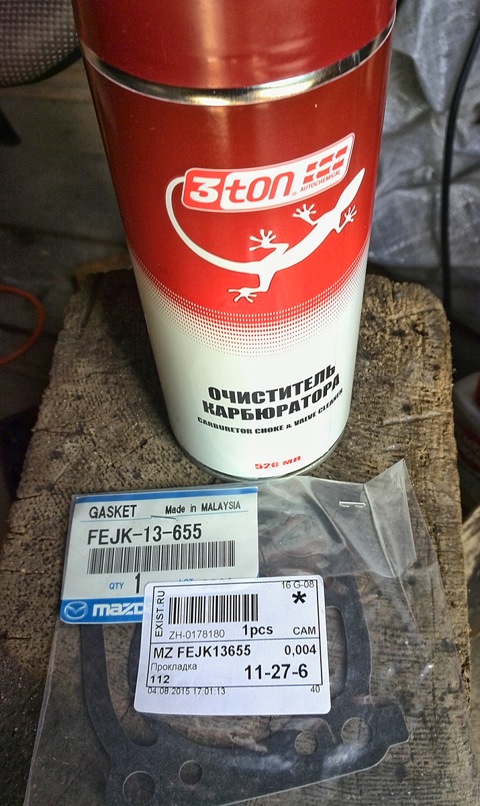 3ton
AUTOCHEMICAL
ОЧИСТИТЕЛЬ
КАРБЮРАТОРА
CARBURETOR CHOKE & VALVE CLEANER
520 МЛ
GASKET Made in MALAYSIA
FEJK-13-655
QTY 1
mazda
EXIST.RU
16 G-08
*
ZH-0178180 1pcs CAM
MZ FEJK13655 0,004
Прокладка
112 11-27-6
04.08.2015 17:01:13 40